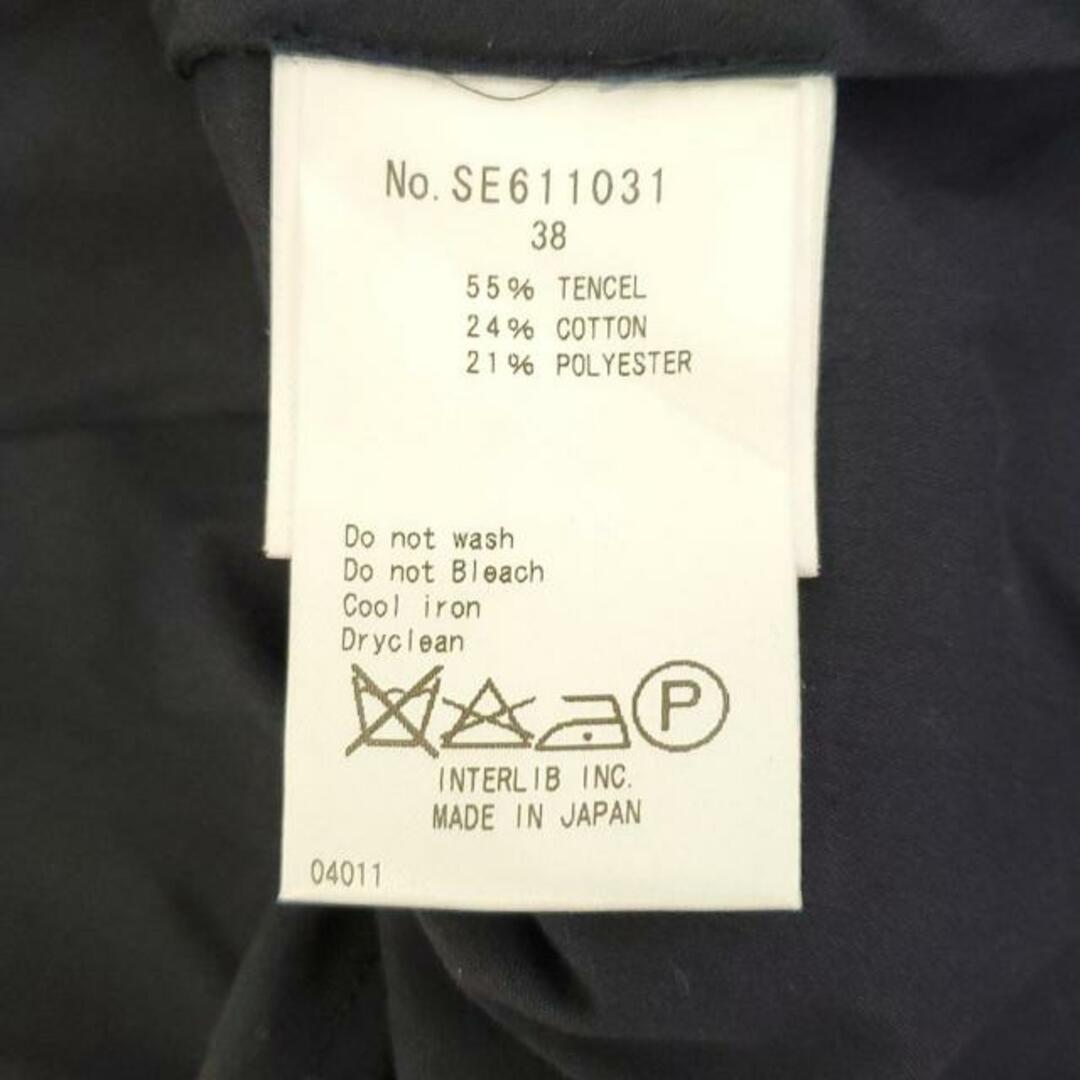 No. SE611031
38
55% TENCEL
24% COTTON
21% POLYESTER
Do not wash
Do not Bleach
Cool iron
Dryclean
P
INTERLIB INC.
MADE IN JAPAN
04011